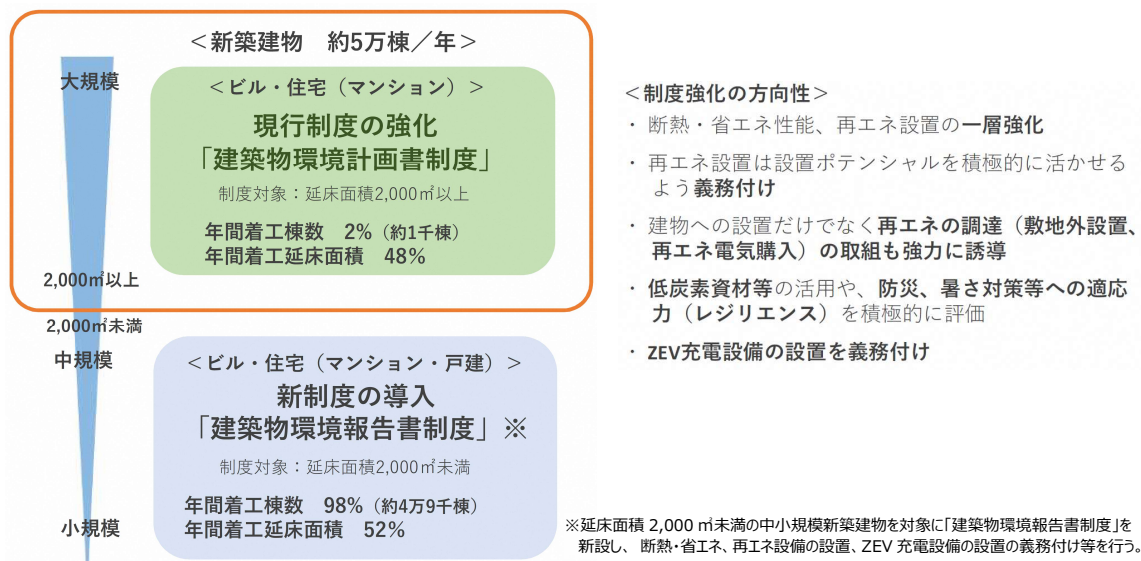 ＜新築建物　約5万棟／年＞
大規模
＜ビル・住宅（マンション）＞
現行制度の強化
「建築物環境計画書制度」
制度対象：延床面積2,000㎡以上
年間着工棟数　2%（約1千棟）
年間着工延床面積　48%
2,000㎡以上
2,000㎡未満
中規模
＜ビル・住宅（マンション・戸建）＞
新制度の導入
「建築物環境報告書制度」※
制度対象：延床面積2,000㎡未満
年間着工棟数　98%（約4万9千棟）
年間着工延床面積　52%
小規模
＜制度強化の方向性＞
・ 断熱・省エネ性能、再エネ設置の一層強化
・ 再エネ設置は設置ポテンシャルを積極的に活かせる
よう義務付け
・ 建物への設置だけでなく再エネの調達（敷地外設置、
再エネ電気購入）の取組も強力に誘導
・ 低炭素資材等の活用や、防災、暑さ対策等への適応
力（レジリエンス）を積極的に評価
・ ZEV充電設備の設置を義務付け
※延床面積 2,000 ㎡未満の中小規模新築建物を対象に「建築物環境報告書制度」を
新設し、 断熱・省エネ、再エネ設備の設置、ZEV 充電設備の設置の義務付け等を行う。